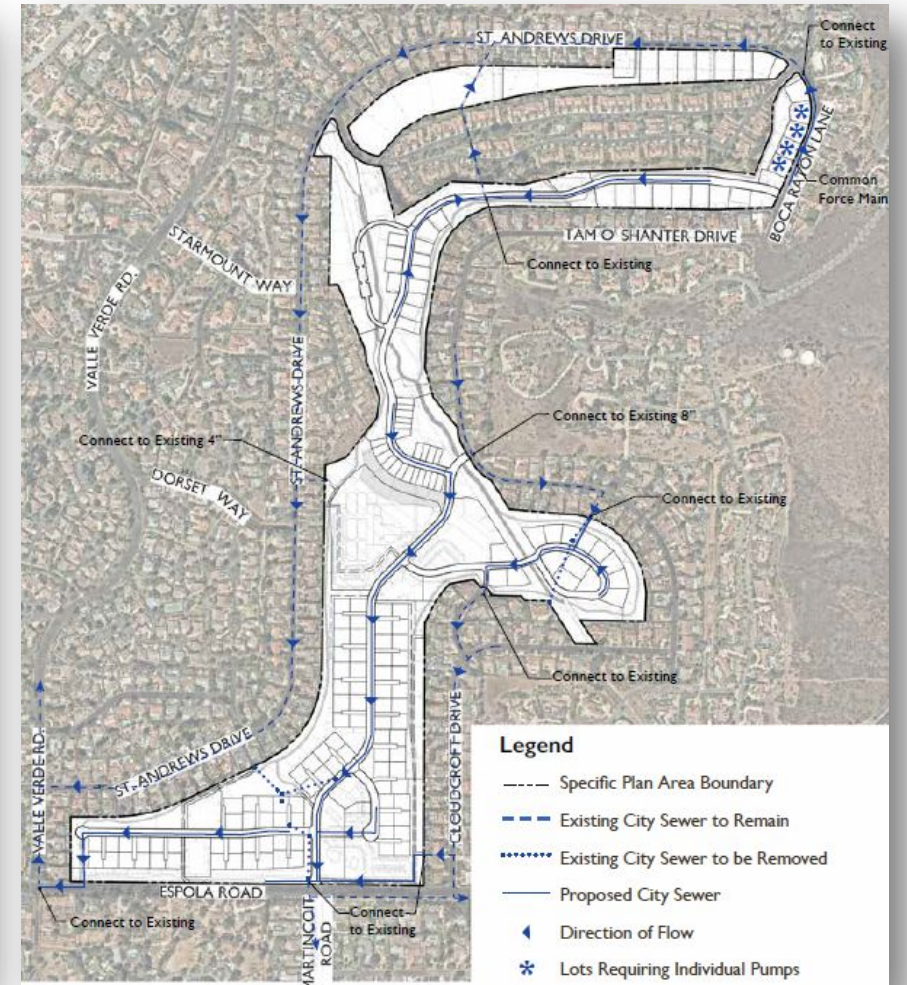 ST. ANDREWS DRIVE
Connect
to Existing
BOCA RATON LANE
Common
Force Main
TAM O' SHANTER DRIVE
Connect to Existing
STARMOUNT WAY
VALLE VERDE RD.
ST. ANDREWS DRIVE
Connect to Existing 8"
Connect to Existing 4"
DORSET WAY
Connect to Existing
Connect to Existing
CLOUDCROFT DRIVE
ST. ANDREWS DRIVE
VALLE VERDE RD.
ESPOLA ROAD
Connect to Existing
MARTINCOIT
ROAD
Connect
to Existing
Legend
Specific Plan Area Boundary
Existing City Sewer to Remain
Existing City Sewer to be Removed
Proposed City Sewer
Direction of Flow
Lots Requiring Individual Pumps